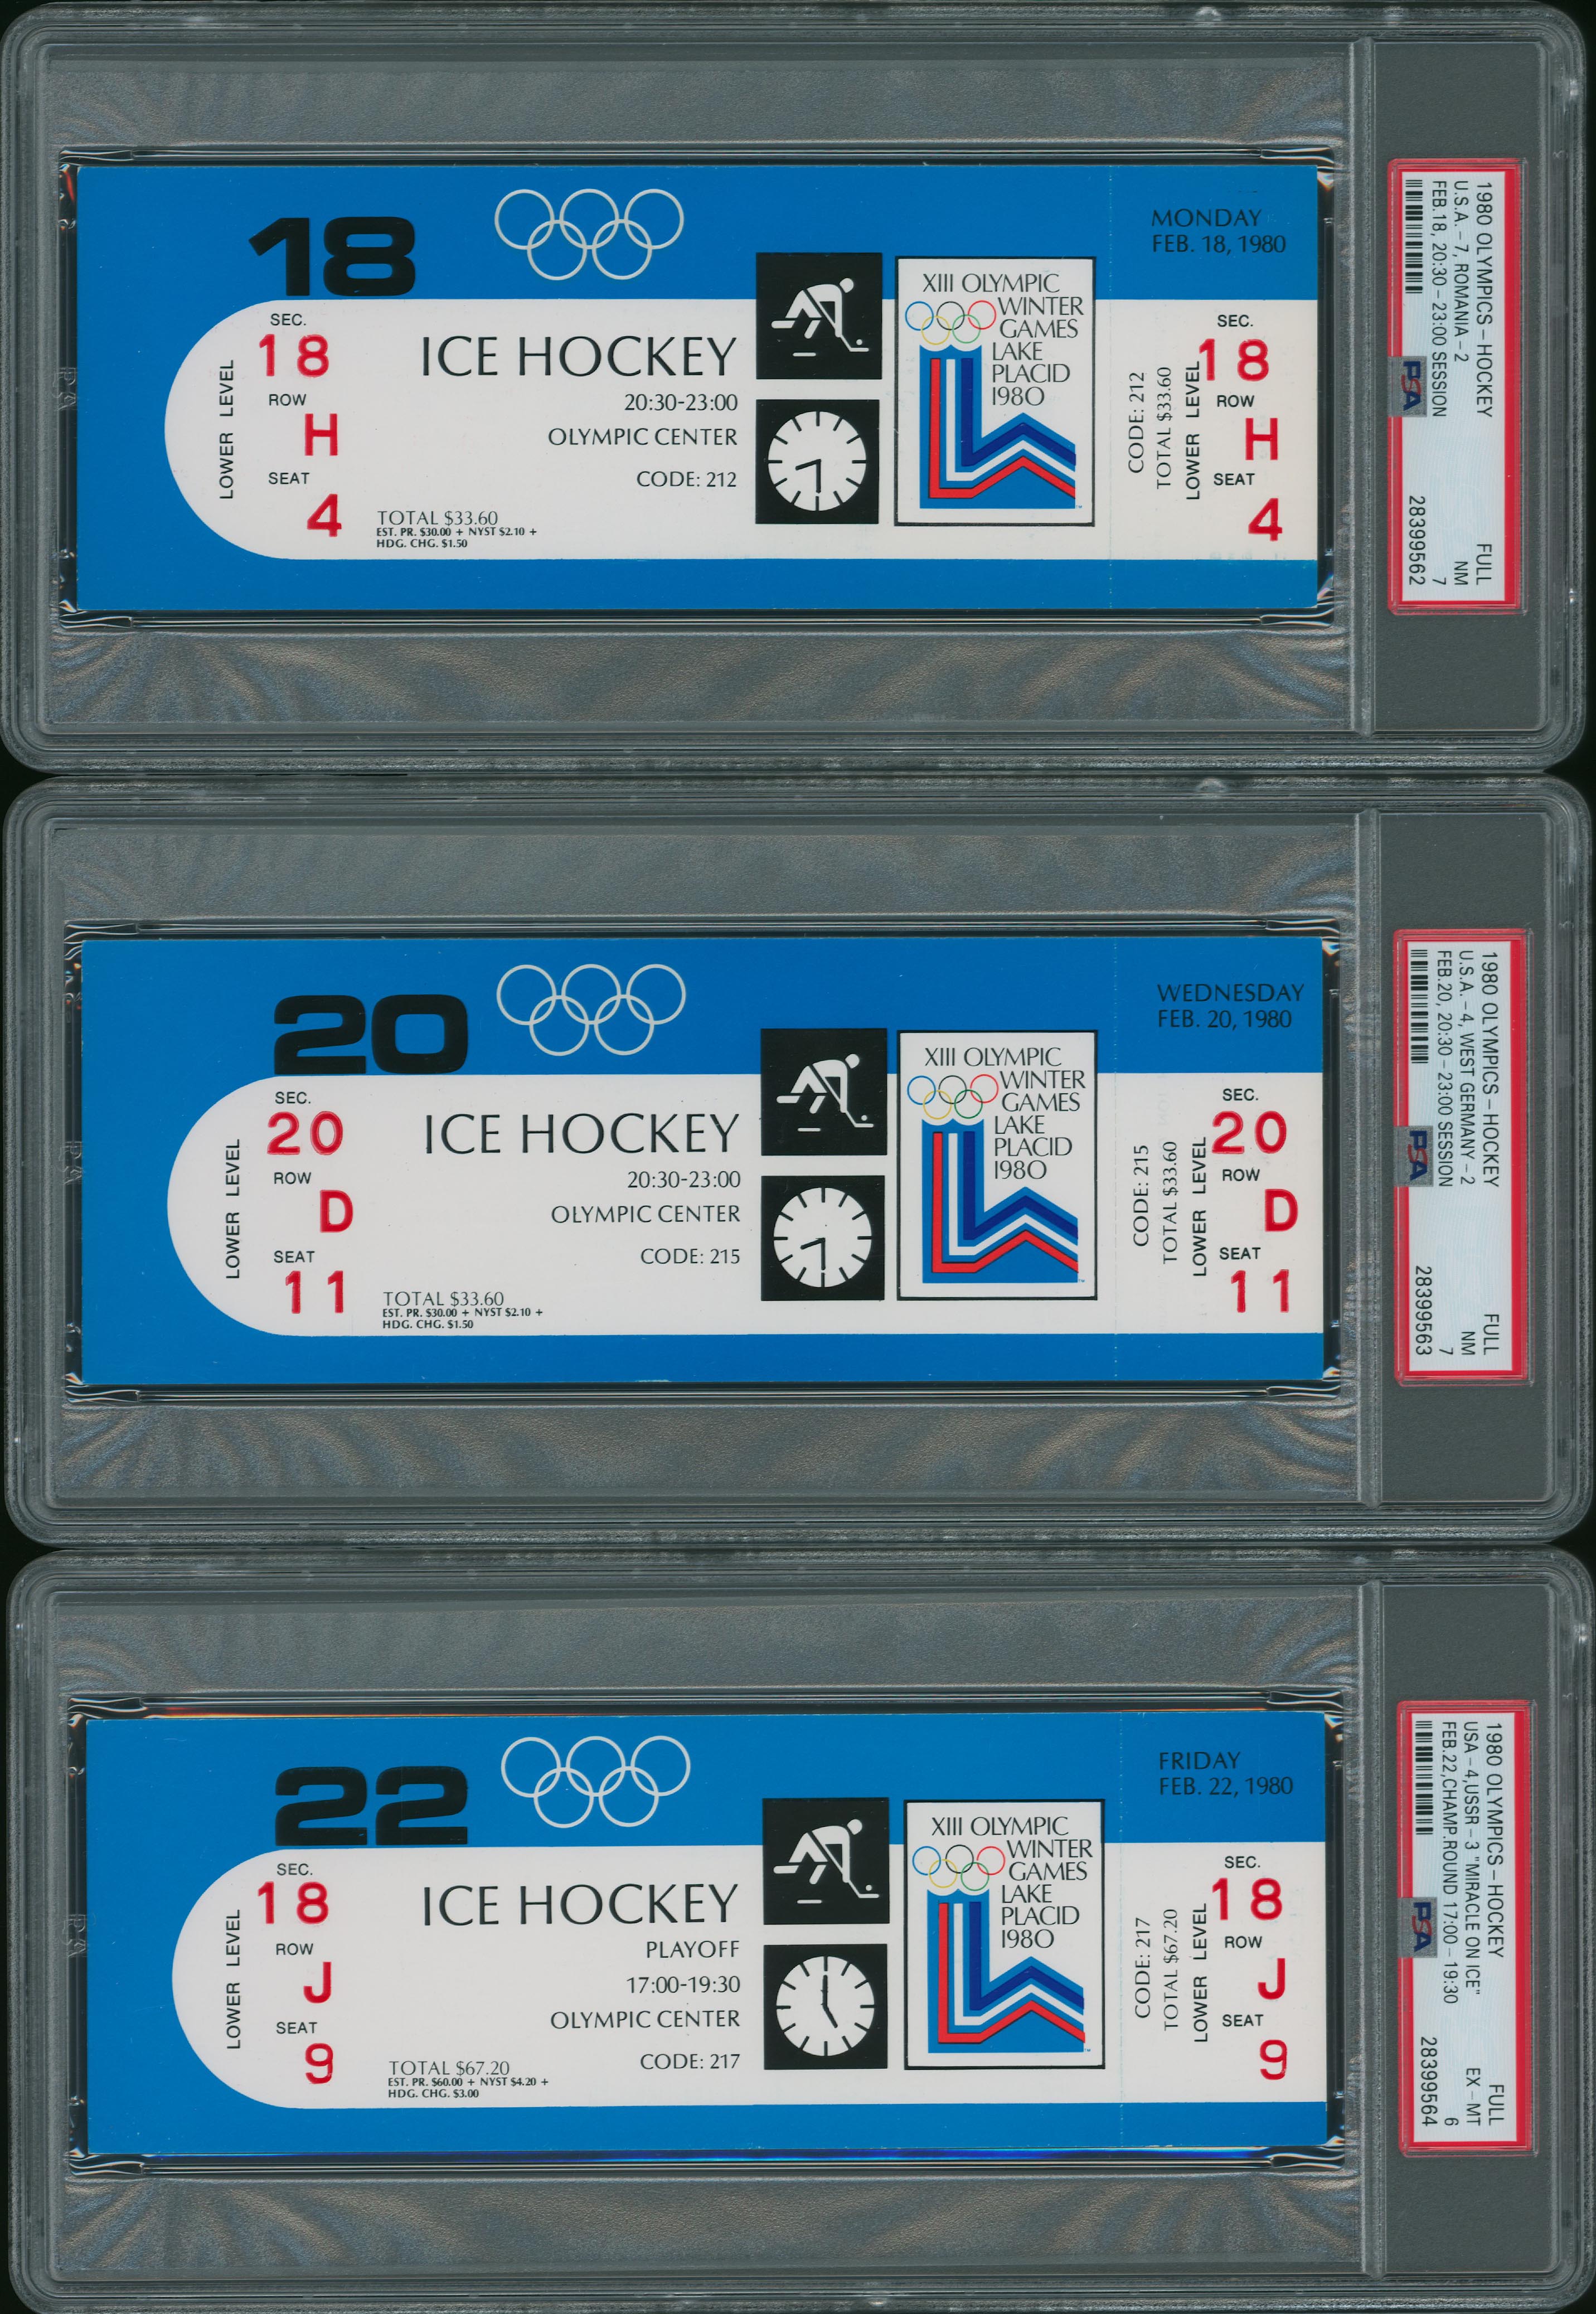 18
MONDAY
FEB. 18, 1980
SEC.
18
ROW
H
SEAT
4
LOWER LEVEL
ICE HOCKEY
20:30-23:00
OLYMPIC CENTER
CODE: 212
TOTAL $33.60
EST. PR. $30.00 + NYST $2.10 +
HDG. CHG. $1.50
XIII OLYMPIC
WINTER
GAMES
LAKE
PLACID
1980
CODE: 212
TOTAL $33.60
LOWER LEVEL
SEC.
18
ROW
H
SEAT
4
1980 OLYMPICS - HOCKEY FULL
U.S.A. - 7, ROMANIA - 2 NM
FEB.18, 20:30 - 23:00 SESSION 7
28399562
PSA
20
WEDNESDAY
FEB. 20, 1980
SEC.
20
ROW
D
SEAT
11
LOWER LEVEL
ICE HOCKEY
20:30-23:00
OLYMPIC CENTER
CODE: 215
TOTAL $33.60
EST. PR. $30.00 + NYST $2.10 +
HDG. CHG. $1.50
XIII OLYMPIC
WINTER
GAMES
LAKE
PLACID
1980
CODE: 215
TOTAL $33.60
LOWER LEVEL
SEC.
20
ROW
D
SEAT
11
1980 OLYMPICS - HOCKEY FULL
U.S.A. - 4, WEST GERMANY - 2 NM
FEB.20, 20:30 - 23:00 SESSION 7
28399563
PSA
22
FRIDAY
FEB. 22, 1980
SEC.
18
ROW
J
SEAT
9
LOWER LEVEL
ICE HOCKEY
PLAYOFF
17:00-19:30
OLYMPIC CENTER
CODE: 217
TOTAL $67.20
EST. PR. $60.00 + NYST $4.20 +
HDG. CHG. $3.00
XIII OLYMPIC
WINTER
GAMES
LAKE
PLACID
1980
CODE: 217
TOTAL $67.20
LOWER LEVEL
SEC.
18
ROW
J
SEAT
9
1980 OLYMPICS - HOCKEY FULL
USA - 4,USSR - 3 "MIRACLE ON ICE" EX - MT
FEB.22,CHAMP.ROUND 17:00 - 19:30 6
28399564
PSA